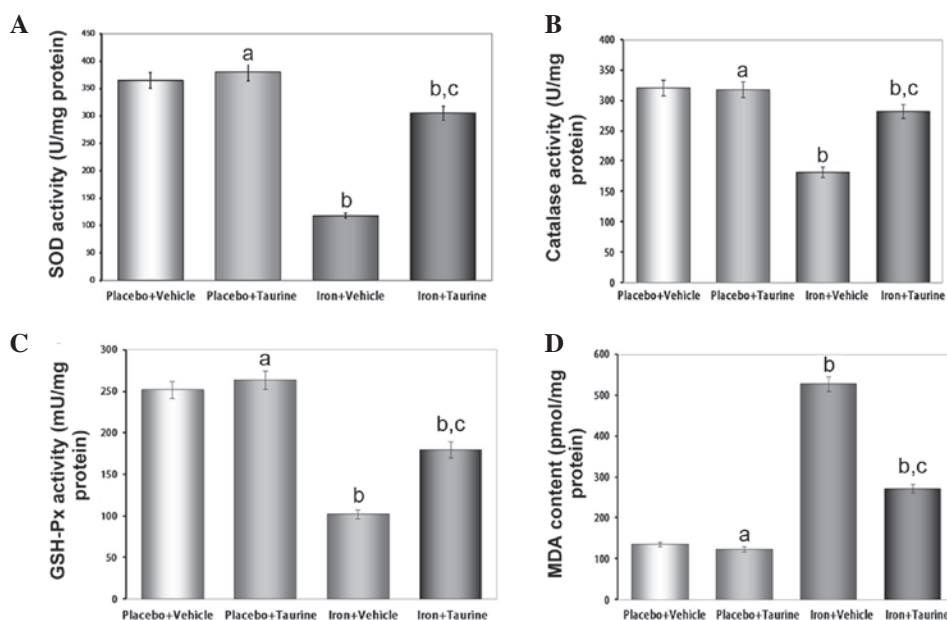 A
SOD activity (U/mg protein)
450
400
350
300
250
200
150
100
50
0
a
b
b,c
Placebo+Vehicle
Placebo+Taurine
Iron+Vehicle
Iron+Taurine
B
Catalase activity (U/mg
protein)
400
350
300
250
200
150
100
50
0
a
b
b,c
Placebo+Vehicle
Placebo+Taurine
Iron+Vehicle
Iron+Taurine
C
GSH-Px activity (mU/mg
protein)
300
250
200
150
100
50
0
a
b
b,c
Placebo+Vehicle
Placebo+Taurine
Iron+Vehicle
Iron+Taurine
D
MDA content (pmol/mg
protein)
600
500
400
300
200
100
0
a
b
b,c
Placebo+Vehicle
Placebo+Taurine
Iron+Vehicle
Iron+Taurine